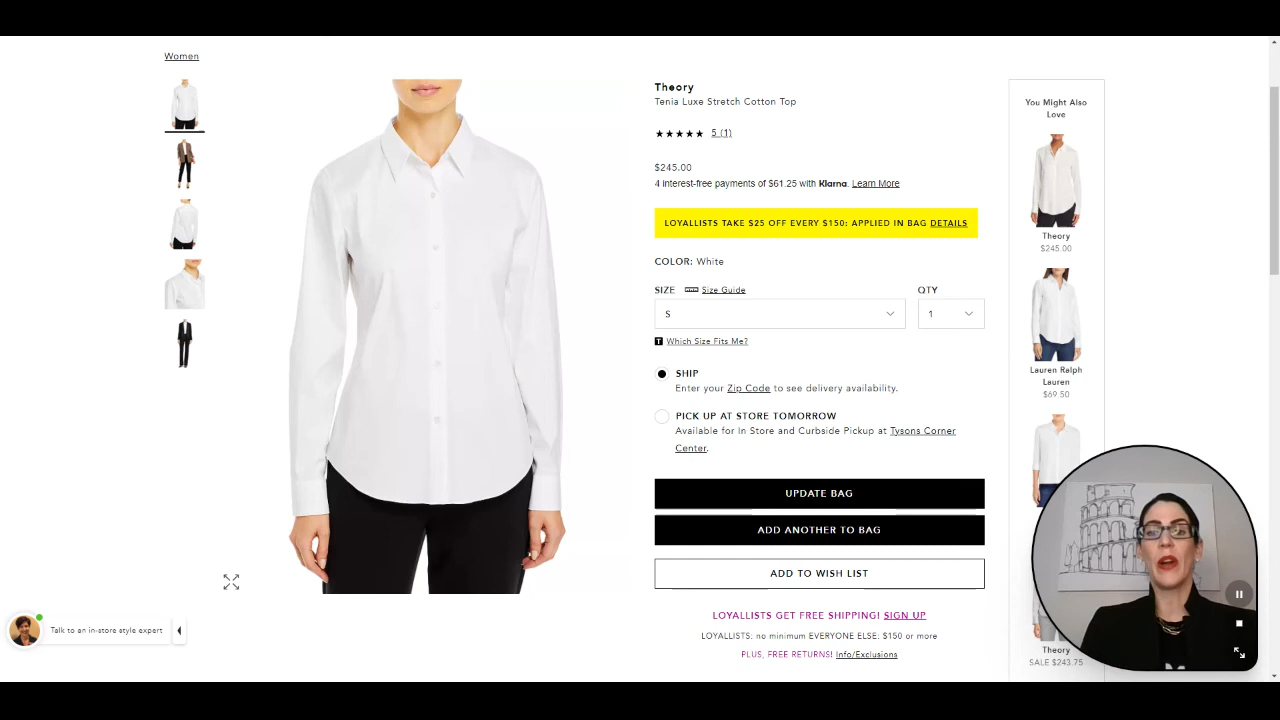 Women
Theory
Tenia Luxe Stretch Cotton Top
5 (1)
$245.00
4 interest-free payments of $61.25 with Klarna. Learn More
LOYALLISTS TAKE $25 OFF EVERY $150: APPLIED IN BAG DETAILS
COLOR: White
SIZE Size Guide
QTY
S
1
T Which Size Fits Me?
SHIP
Enter your Zip Code to see delivery availability.
PICK UP AT STORE TOMORROW
Available for In Store and Curbside Pickup at Tysons Corner
Center.
UPDATE BAG
ADD ANOTHER TO BAG
ADD TO WISH LIST
LOYALLISTS GET FREE SHIPPING! SIGN UP
LOYALLISTS: no minimum EVERYONE ELSE: $150 or more
PLUS, FREE RETURNS! Info/Exclusions
You Might Also
Love
Theory
$245.00
Lauren Ralph
Lauren
$69.50
Theory
SALE $243.75
Talk to an in-store style expert